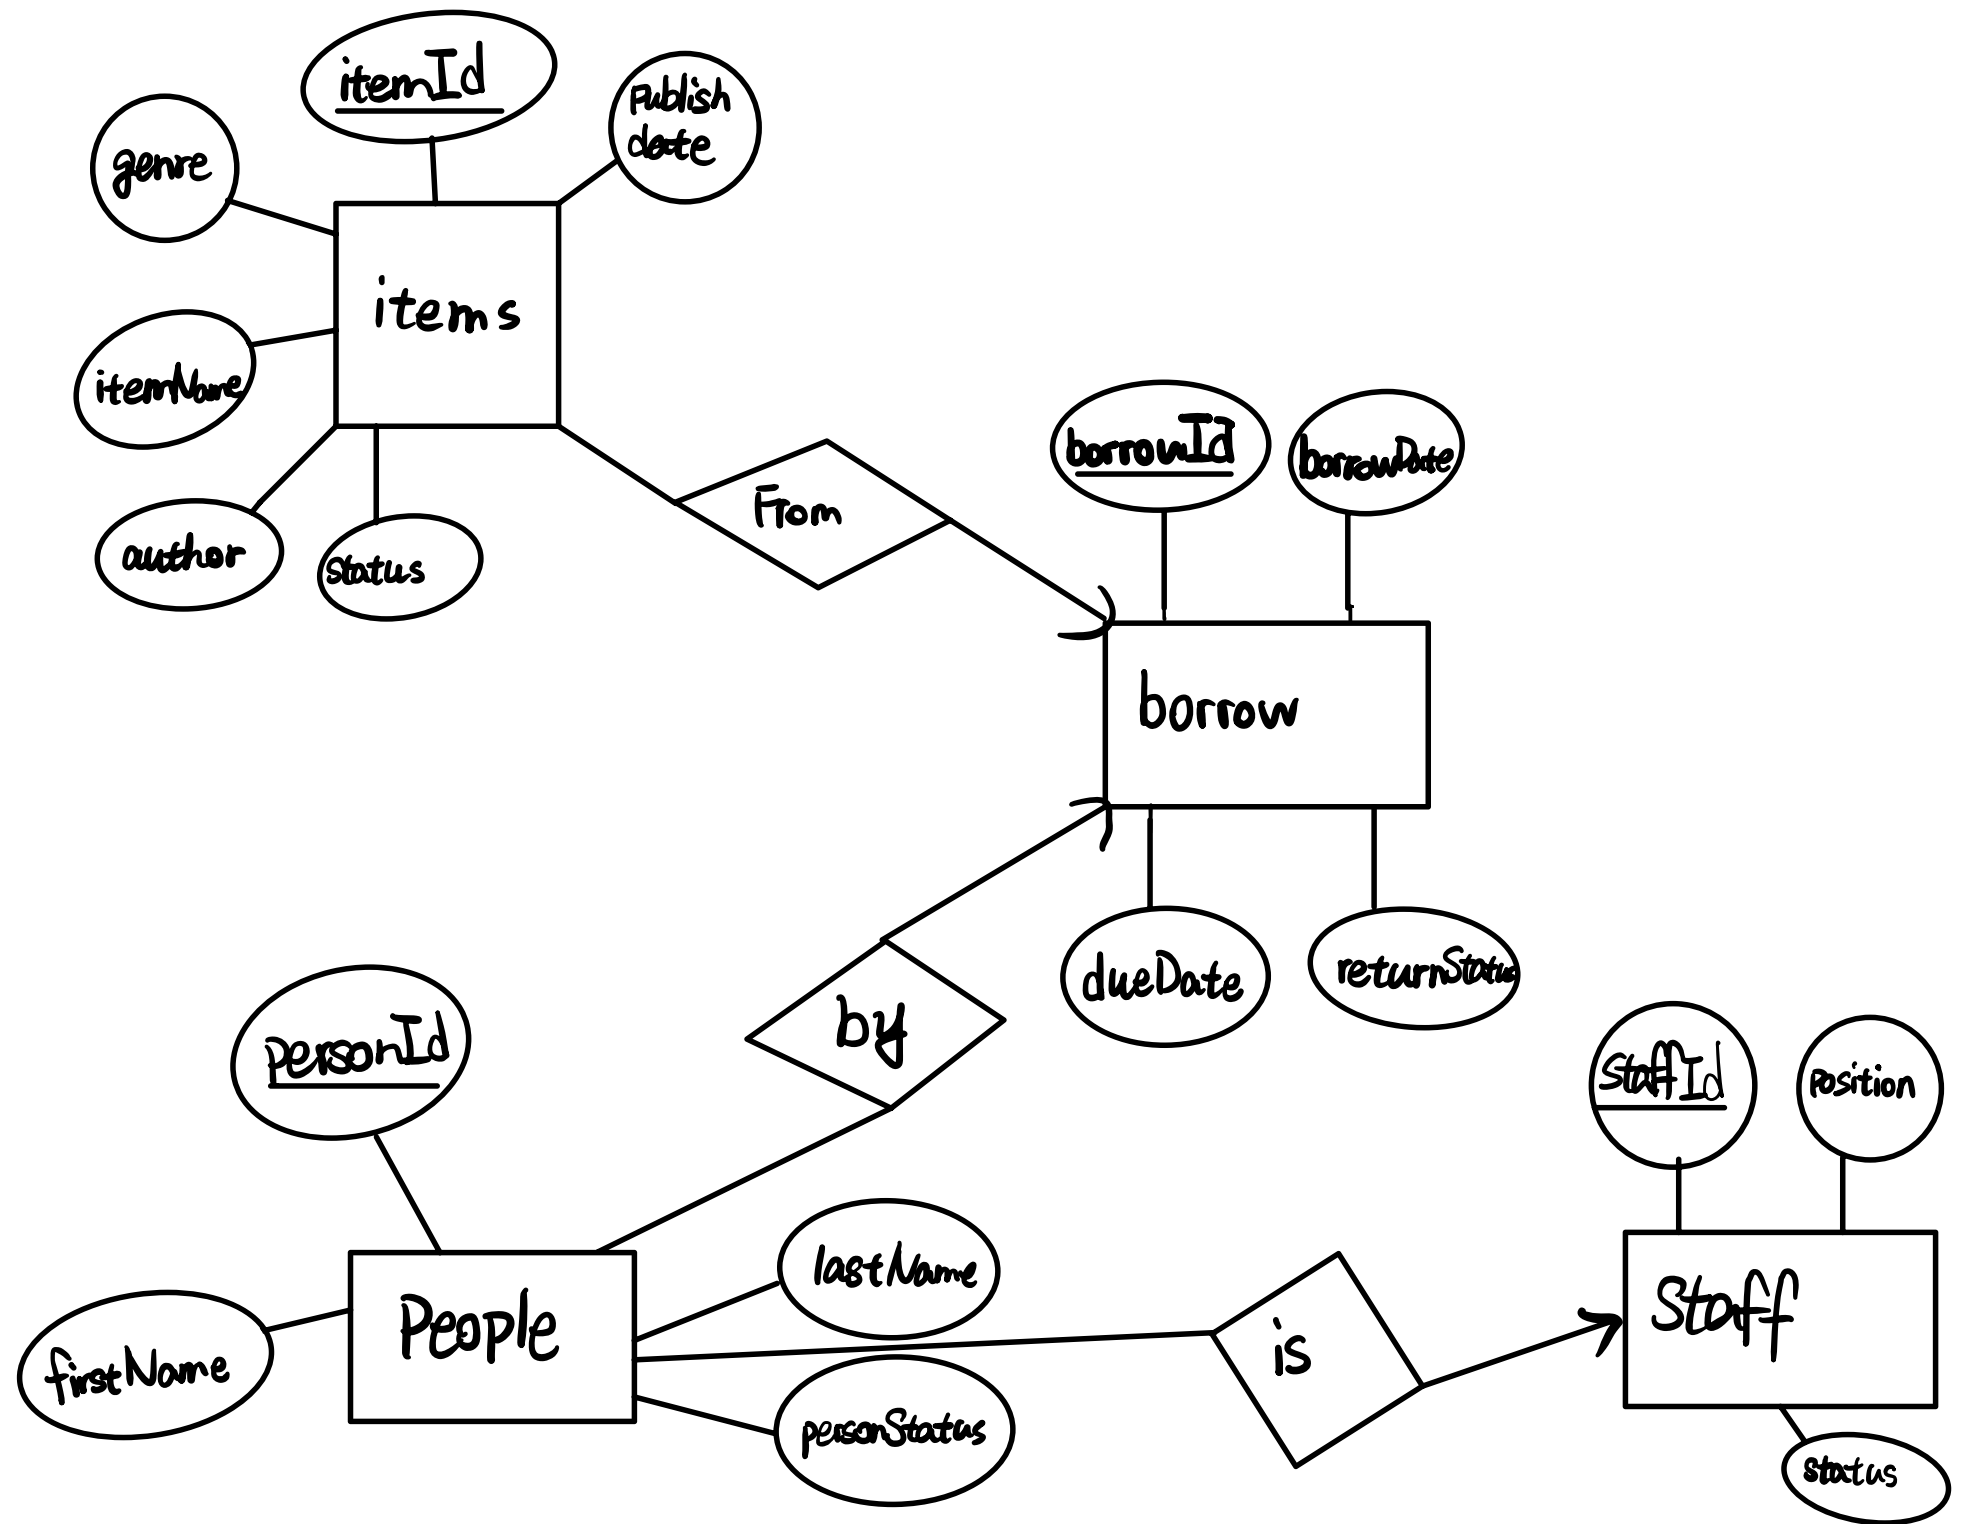 itemId
Publish
date
genre
items
itemName
author
status
From
borrowId
borrowDate
borrow
dueDate
returnStatus
by
personId
People
firstName
lastName
personStatus
is
StaffId
Position
Staff
status